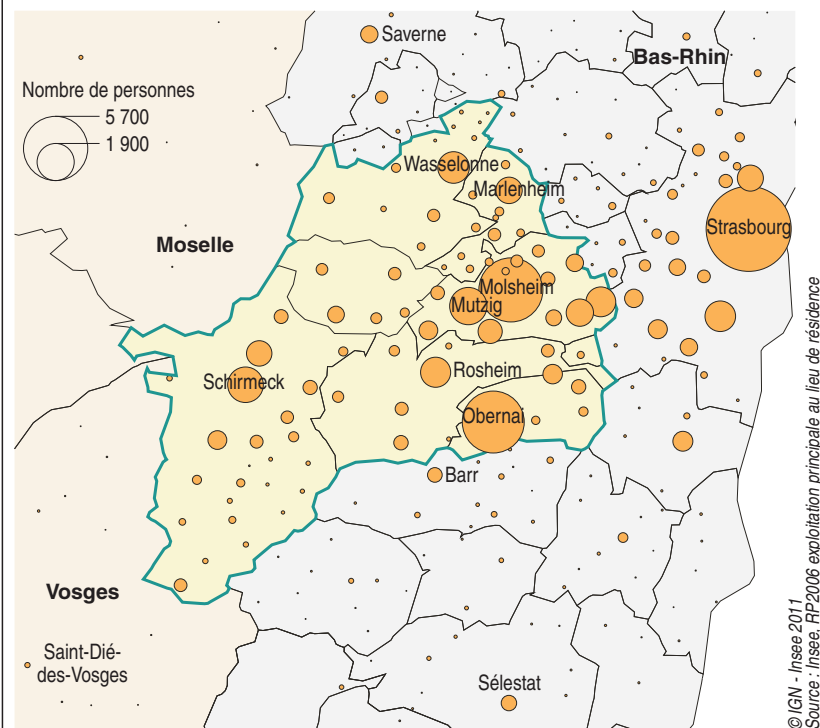 Saverne
Bas-Rhin
Nombre de personnes
5 700
1 900
Wasselonne
Marlenheim
Strasbourg
Moselle
Molsheim
Mutzig
Schirmeck
Rosheim
Obernai
Barr
Vosges
Saint-Dié-
des-Vosges
Sélestat
©IGN - Insee 2011
Source : Insee, RP2006 exploitation principale au lieu de résidence